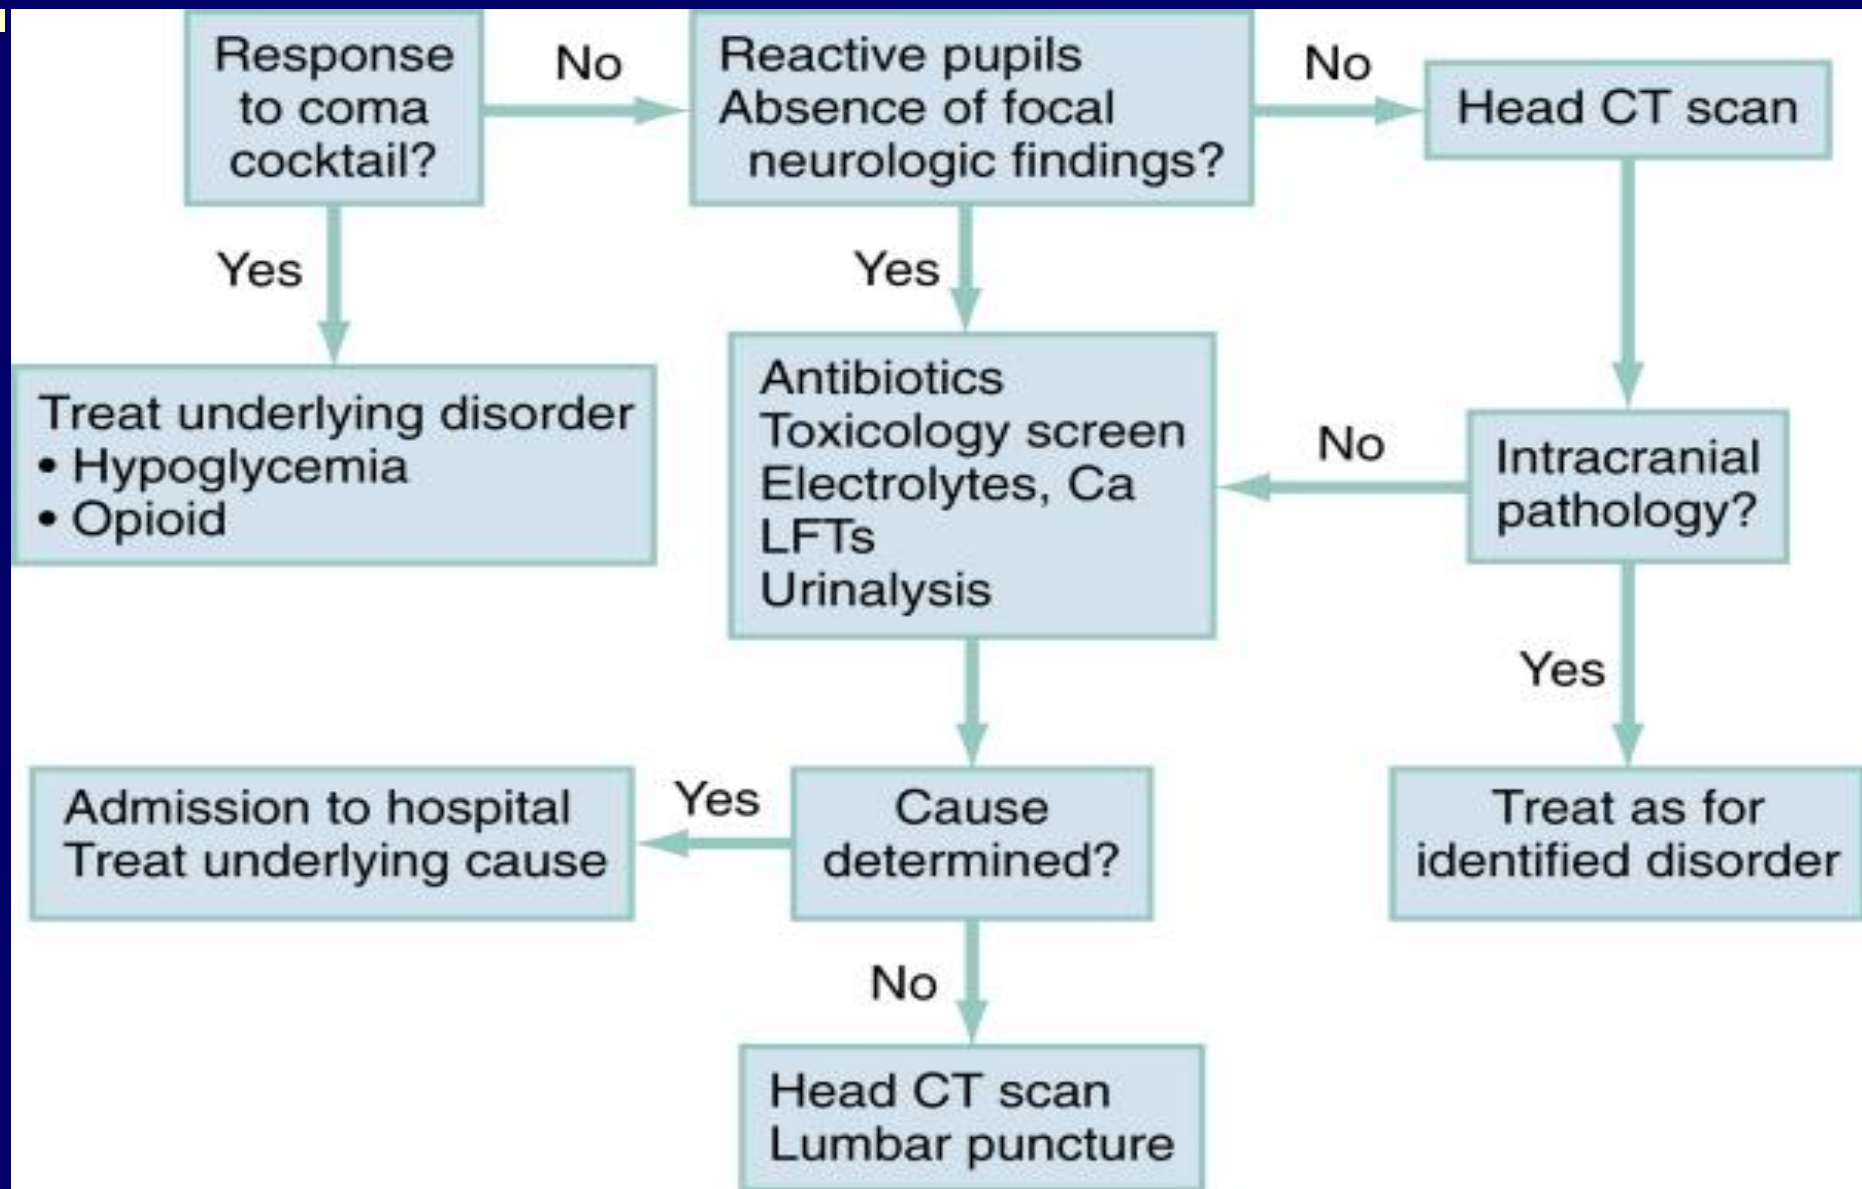 Response
to coma
cocktail?
No
Reactive pupils
Absence of focal
neurologic findings?
No
Head CT scan
Yes
Yes
Treat underlying disorder
• Hypoglycemia
• Opioid
Antibiotics
Toxicology screen
Electrolytes, Ca
LFTs
Urinalysis
No
Intracranial
pathology?
Yes
Admission to hospital
Treat underlying cause
Yes
Cause
determined?
Treat as for
identified disorder
No
Head CT scan
Lumbar puncture